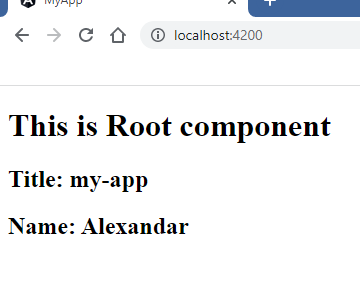 MyApp
localhost:4200
This is Root component
Title: my-app
Name: Alexandar